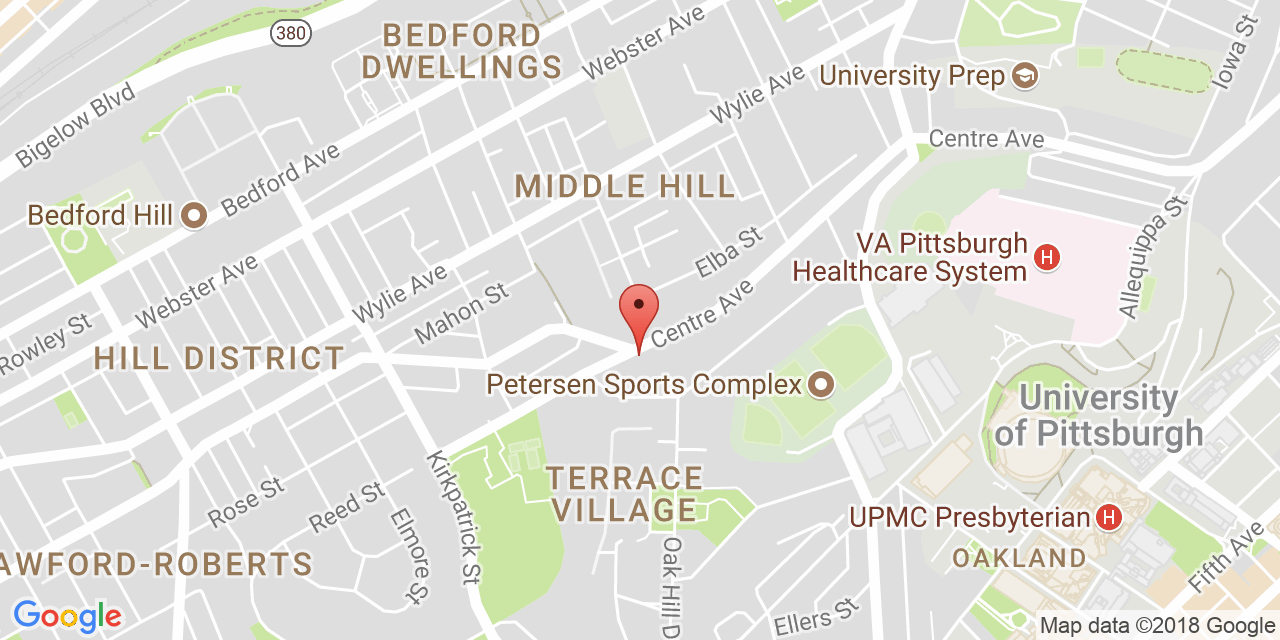 380
BEDFORD
DWELLINGS
Webster Ave
Wylie Ave
University Prep
Iowa St
Bigelow Blvd
Centre Ave
Bedford Ave
MIDDLE HILL
Bedford Hill
Allequippa St
VA Pittsburgh
Healthcare System
H
Elba St
Webster Ave
Wylie Ave
Mahon St
Centre Ave
Rowley St
HILL DISTRICT
Petersen Sports Complex
University
of Pittsburgh
Kirkpatrick St
TERRACE
VILLAGE
Rose St
Reed St
Elmore St
UPMC Presbyterian
H
OAKLAND
Fifth Ave
AWFORD-ROBERTS
Oak Hill D
Ellers St
Google
Map data ©2018 Google